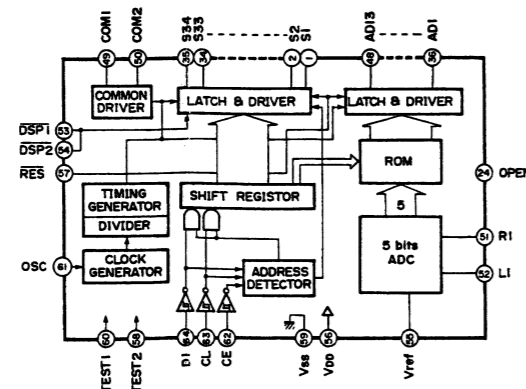 COM1
COM2
S34
S33
S2
S1
AD13
AD1
49
50
35
34
2
1
48
36
COMMON
DRIVER
LATCH & DRIVER
LATCH & DRIVER
DSP1
53
DSP2
54
RES
57
ROM
24
OPEN
TIMING
GENERATOR
DIVIDER
SHIFT REGISTOR
5
5 bits
ADC
51
R1
52
L1
OSC
61
CLOCK
GENERATOR
ADDRESS
DETECTOR
60
58
64
63
62
59
56
55
TEST1
TEST2
DI
CL
CE
VSS
VDD
Vref